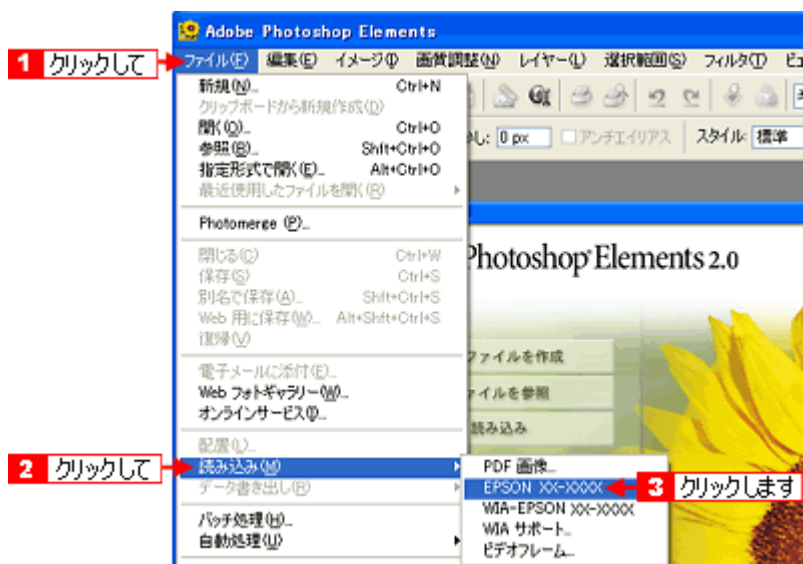 Adobe Photoshop Elements
1 クリックして
ファイル(F) 編集(E) イメージ(I) 画質調整(N) レイヤー(L) 選択範囲(S) フィルタ(T) ビュ
新規(N)... Ctrl+N
クリップボードから新規作成(D)
開く(O)... Ctrl+O
参照(B)... Shift+Ctrl+O
指定形式で開く(E)... Alt+Ctrl+O
最近使用したファイルを開く(R)
かし: 0 px アンチエイリアス スタイル: 標準
Photomerge (P)...
閉じる(C) Ctrl+W
保存(S) Ctrl+S
別名で保存(A)... Shift+Ctrl+S
Web 用に保存(W)... Alt+Shift+Ctrl+S
復帰(V)
Photoshop Elements 2.0
電子メールに添付(E)...
Web フォトギャラリー(W)...
オンラインサービス(I)...
ファイルを作成
ァイルを参照
読み込み
配置(L)...
2 クリックして
読み込み(M)
データ書き出し(R)
バッチ処理(H)...
自動処理(U)
PDF 画像...
EPSON XX-XXXX
3 クリックします
WIA-EPSON XX-XXXX
WIA サポート...
ビデオフレーム...